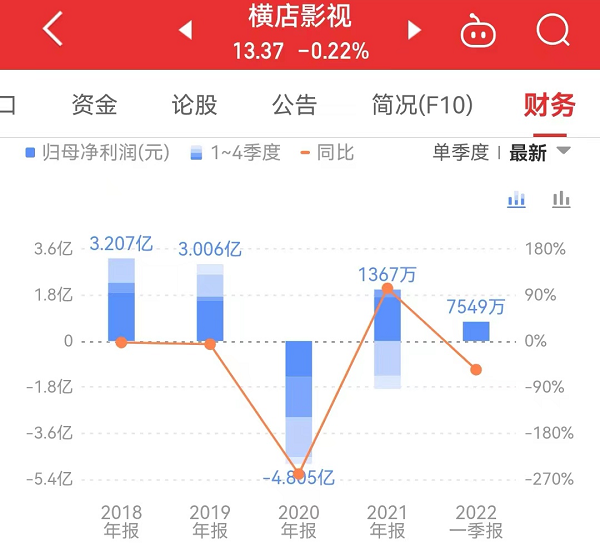 横店影视
13.37 -0.22%
口 资金 论股 公告 简况(F10) 财务
归母净利润(元) 1~4季度 同比 单季度 最新
3.6亿 3.207亿 3.006亿 180%
1.8亿 1367万 90%
7549万
0 0%
-1.8亿 -90%
-3.6亿 -180%
-5.4亿 -4.805亿 -270%
2018 2019 2020 2021 2022
年报 年报 年报 年报 一季报